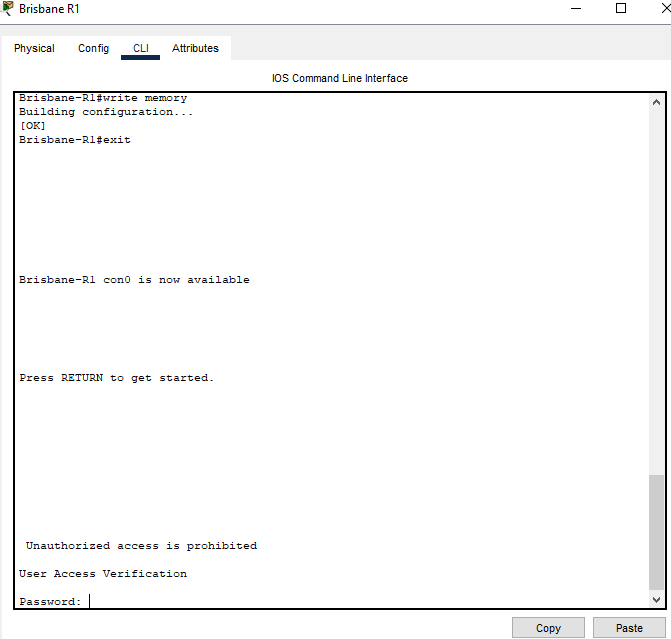 Brisbane R1
Physical Config CLI Attributes
IOS Command Line Interface
Brisbane-R1#write memory
Building configuration...
[OK]
Brisbane-R1#exit
Brisbane-R1 con0 is now available
Press RETURN to get started.
Unauthorized access is prohibited
User Access Verification
Password:
Copy Paste